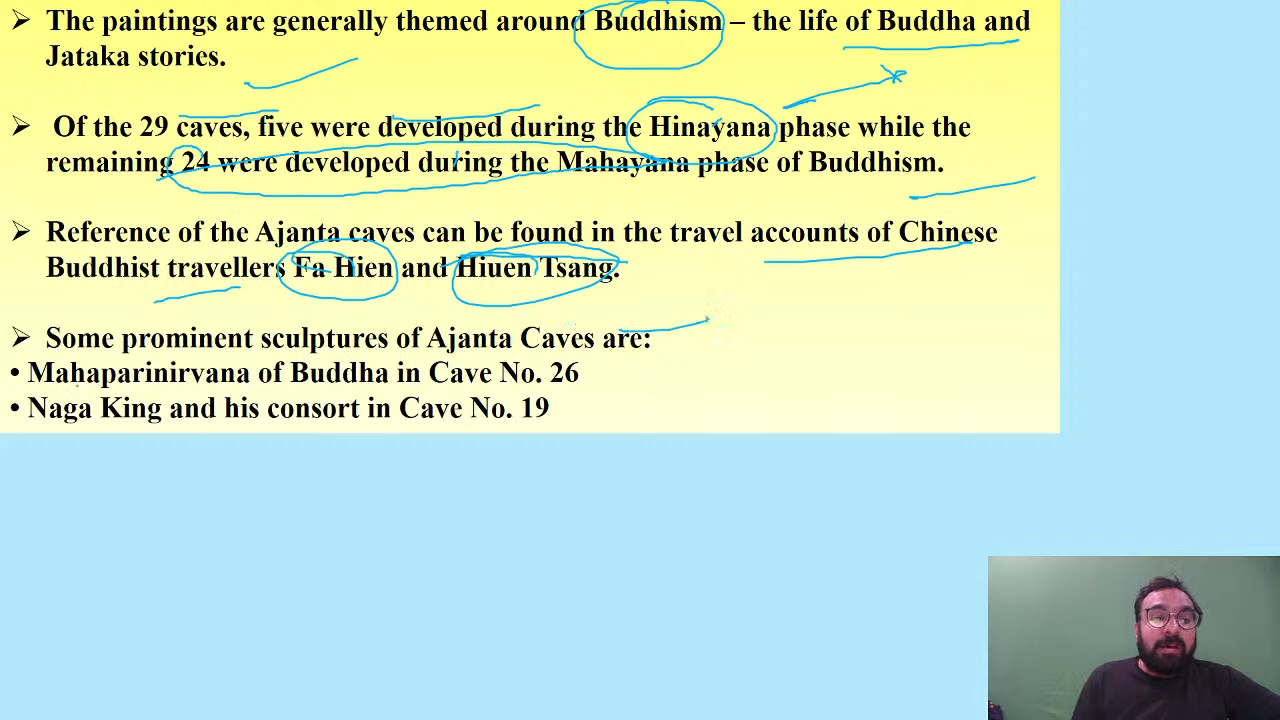 ➢ The paintings are generally themed around Buddhism – the life of Buddha and
Jataka stories.
➢ Of the 29 caves, five were developed during the Hinayana phase while the
remaining 24 were developed during the Mahayana phase of Buddhism.
➢ Reference of the Ajanta caves can be found in the travel accounts of Chinese
Buddhist travellers Fa Hien and Hiuen Tsang.
➢ Some prominent sculptures of Ajanta Caves are:
• Mahaparinirvana of Buddha in Cave No. 26
• Naga King and his consort in Cave No. 19